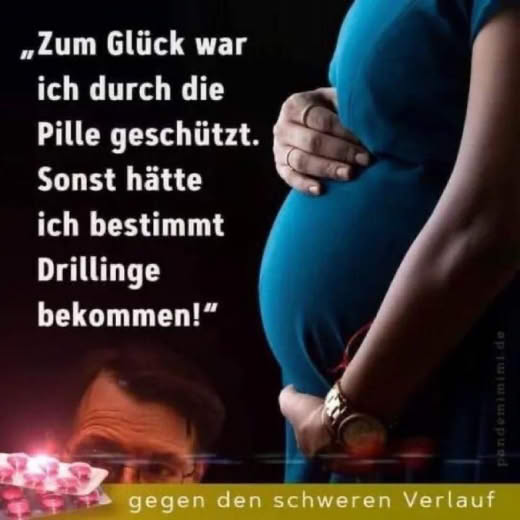 „Zum Glück war
ich durch die
Pille geschützt.
Sonst hätte
ich bestimmt
Drillinge
bekommen!“
pandemimimi.de
gegen den schweren Verlauf